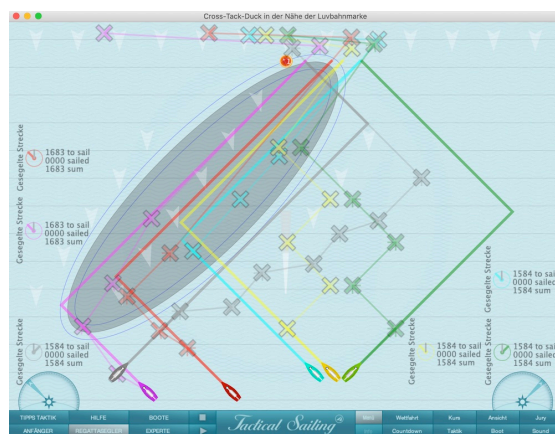 Cross-Tack-Duck in der Nähe der Luvbahnmarke
Gesegelte Strecke
1683 to sail
0000 sailed
1683 sum
Gesegelte Strecke
1683 to sail
0000 sailed
1683 sum
Gesegelte Strecke
1584 to sail
0000 sailed
1584 sum
Gesegelte Strecke
1584 to sail
0000 sailed
1584 sum
Gesegelte Strecke
1584 to sail
0000 sailed
1584 sum
Gesegelte Strecke
1584 to sail
0000 sailed
1584 sum
TIPPS TAKTIK
HILFE
BOOTE
ANFÄNGER
REGATTASEGLER
EXPERTE
Tactical Sailing
Wettfahrt
Kurs
Ansicht
Jury
Countdown
Taktik
Boot
Sound